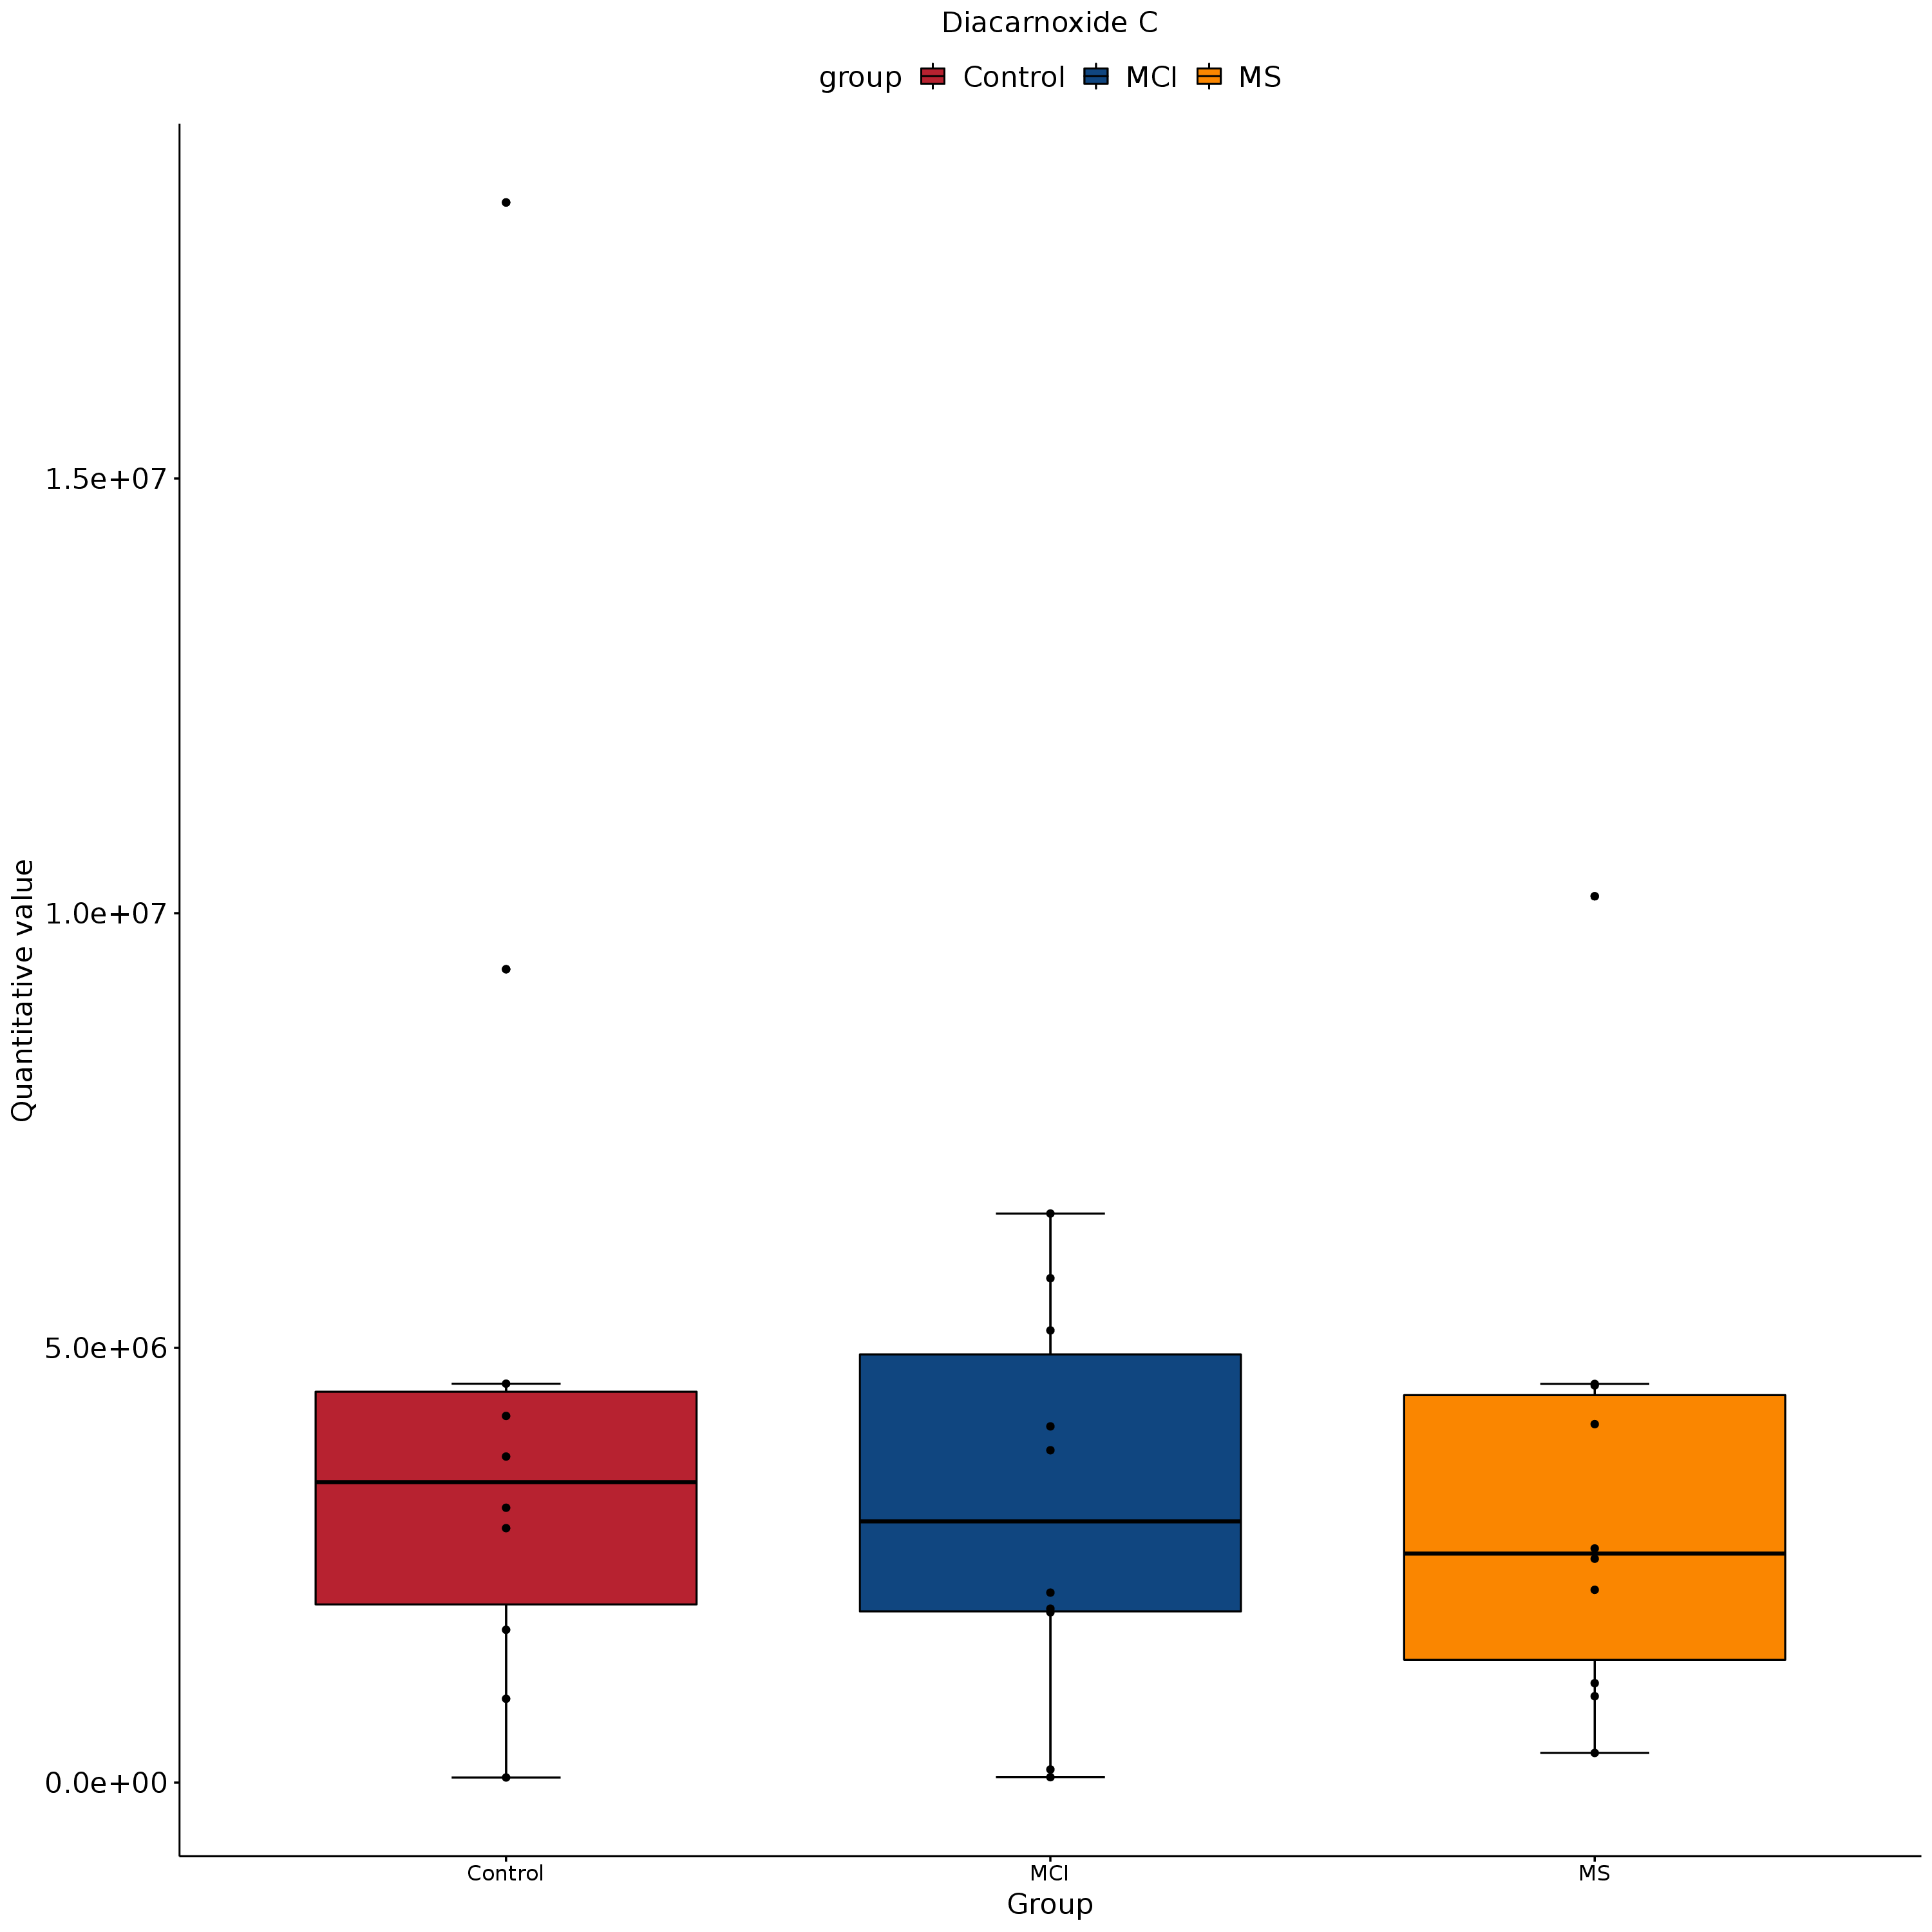 Diacarnoxide C
group Control MCI MS
Quantitative value
1.5e+07
1.0e+07
5.0e+06
0.0e+00
Control MCI MS
Group